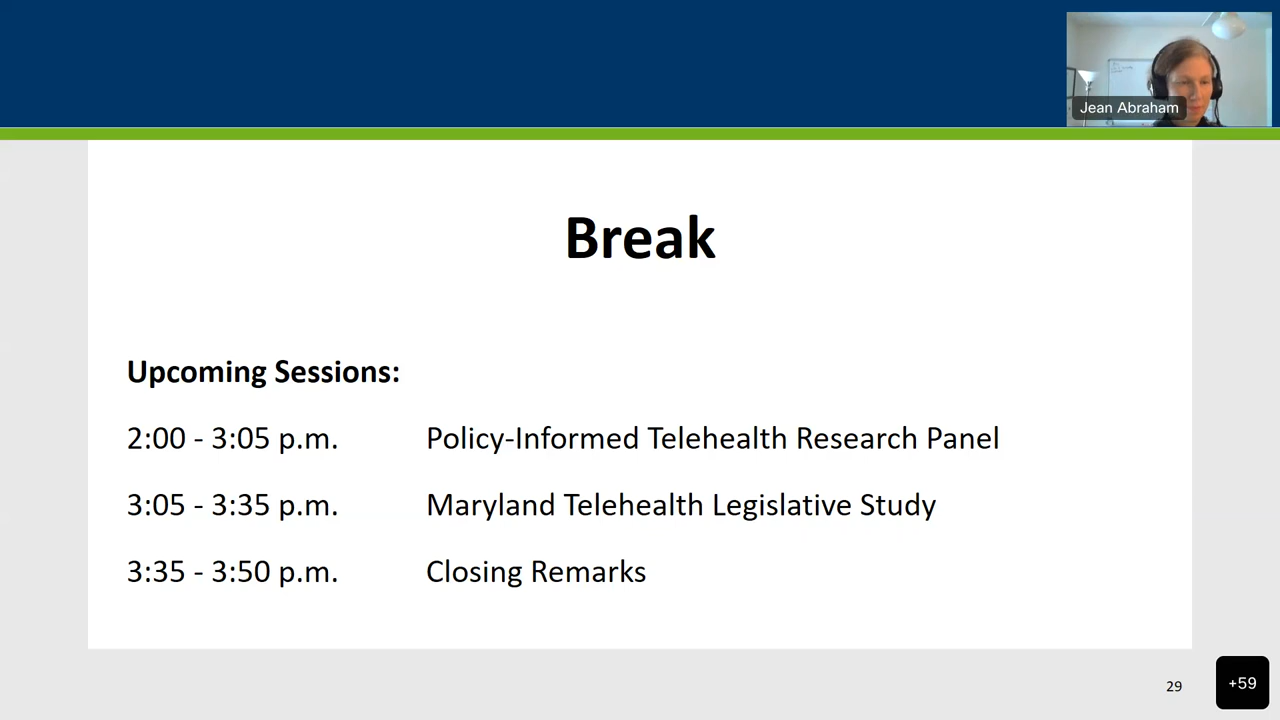 Jean Abraham
Break
Upcoming Sessions:
2:00 - 3:05 p.m. Policy-Informed Telehealth Research Panel
3:05 - 3:35 p.m. Maryland Telehealth Legislative Study
3:35 - 3:50 p.m. Closing Remarks
29
+59